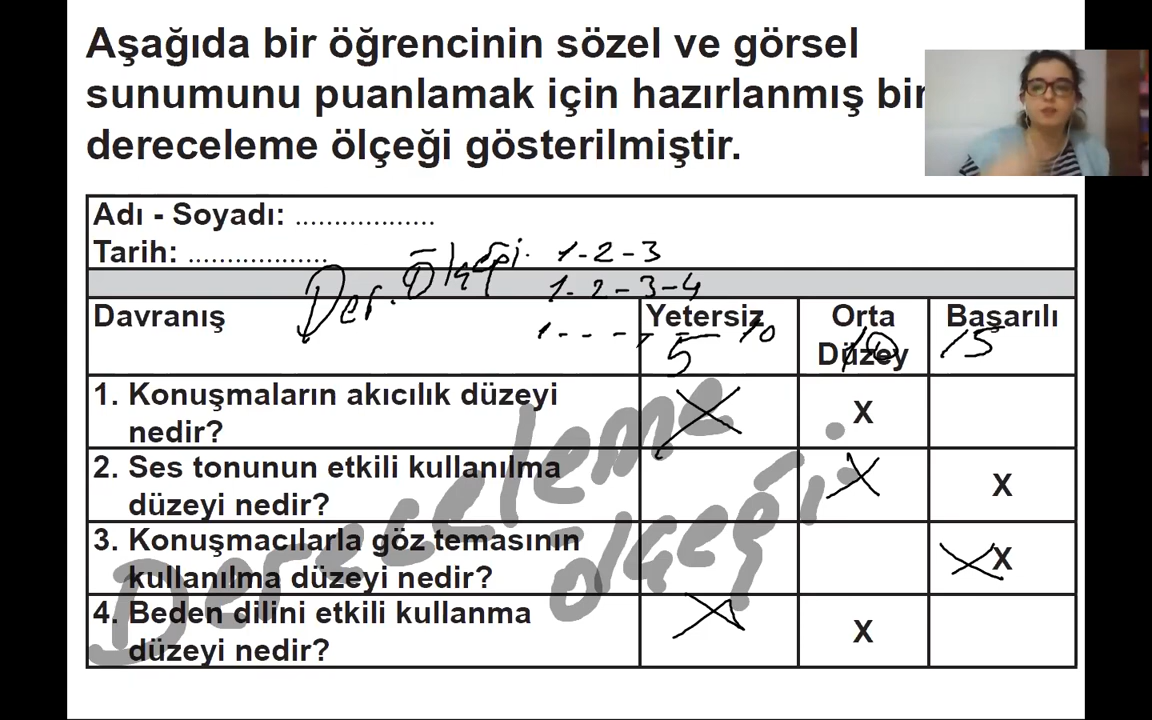 Aşağıda bir öğrencinin sözel ve görsel
sunumunu puanlamak için hazırlanmış bir
dereceleme ölçeği gösterilmiştir.
Adı - Soyadı: ..................
Tarih: ..................
Der. Ölçeği. 1-2-3
1-2-3-4
1- - - - - 10
Davranış Yetersiz Orta Düzey Başarılı
5 10 15
1. Konuşmaların akıcılık düzeyi X X
nedir?
2. Ses tonunun etkili kullanılma X X
düzeyi nedir?
3. Konuşmacılarla göz temasının X X
kullanılma düzeyi nedir?
4. Beden dilini etkili kullanma X X
düzeyi nedir?
Dereceleme
ölçeği